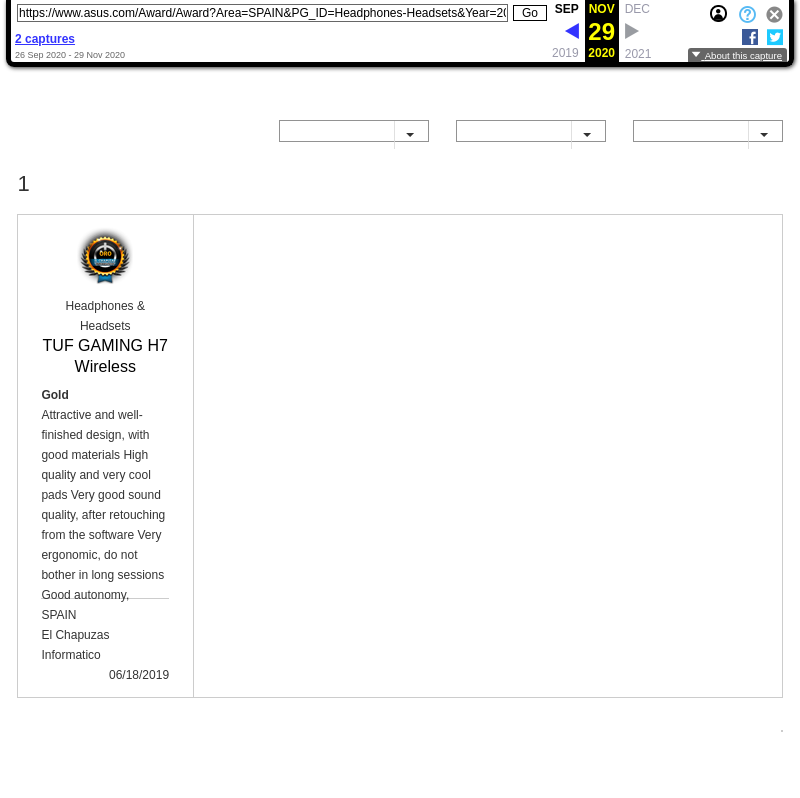 https://www.asus.com/Award/Award?Area=SPAIN&PG_ID=Headphones-Headsets&Year=20
Go
SEP
NOV
DEC
2 captures
29
26 Sep 2020 - 29 Nov 2020
2019
2020
2021
About this capture
1
ORO
Headphones &
Headsets
TUF GAMING H7
Wireless
Gold
Attractive and well-
finished design, with
good materials High
quality and very cool
pads Very good sound
quality, after retouching
from the software Very
ergonomic, do not
bother in long sessions
Good autonomy,
SPAIN
El Chapuzas
Informatico
06/18/2019